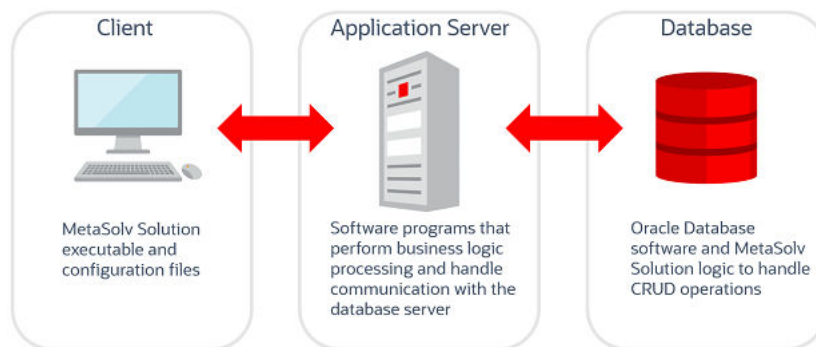 Client
MetaSolv Solution
executable and
configuration files
Application Server
Software programs that
perform business logic
processing and handle
communication with the
database server
Database
Oracle Database
software and MetaSolv
Solution logic to handle
CRUD operations